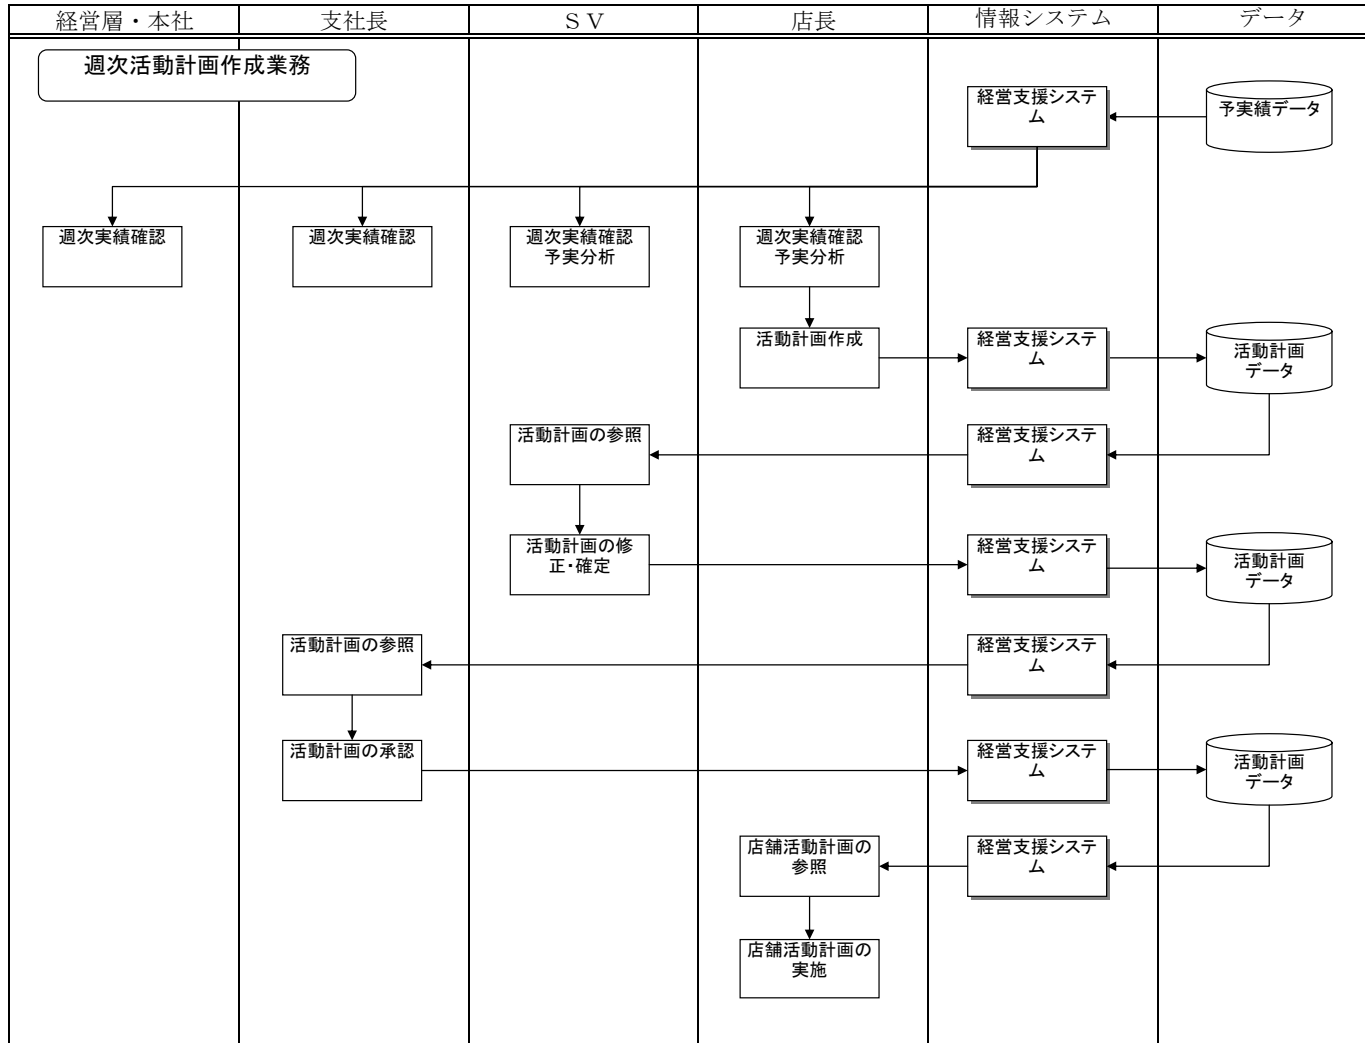 経営層・本社
支社長
ＳＶ
店長
情報システム
データ
週次活動計画作成業務
経営支援システ
ム
予実績データ
週次実績確認
週次実績確認
週次実績確認
予実分析
週次実績確認
予実分析
活動計画作成
経営支援システ
ム
活動計画
データ
活動計画の参照
経営支援システ
ム
活動計画の修
正・確定
経営支援システ
ム
活動計画
データ
活動計画の参照
経営支援システ
ム
活動計画の承認
経営支援システ
ム
活動計画
データ
店舗活動計画の
参照
経営支援システ
ム
店舗活動計画の
実施